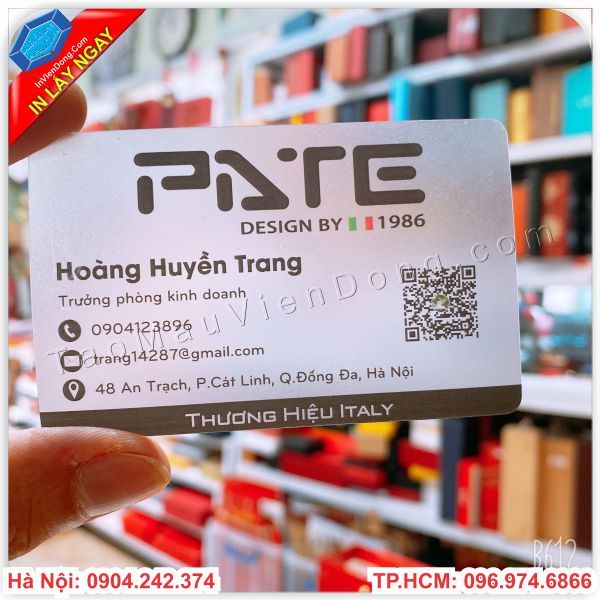 InVienDong.Com
IN LẤY NGAY
PATE
DESIGN BY 1986
Hoàng Huyền Trang
Trưởng phòng kinh doanh
0904123896
trang14287@gmail.com
48 An Trạch, P.Cát Linh, Q.Đống Đa, Hà Nội
THƯƠNG HIỆU ITALY
TaoMauVienDong.com
B612
Hà Nội: 0904.242.374
TP.HCM: 096.974.6866